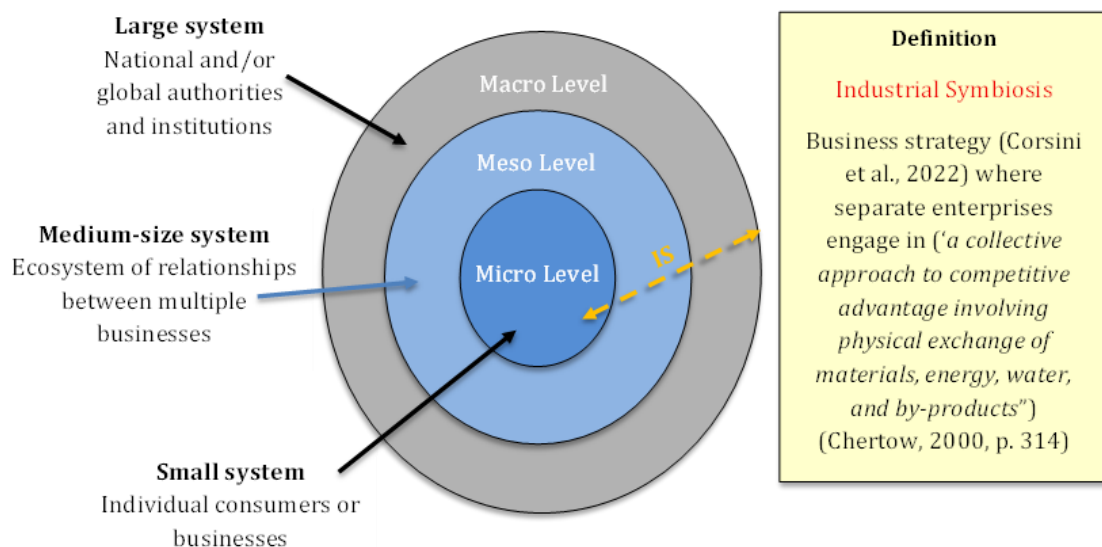 Large system
National and/or
global authorities
and institutions
Medium-size system
Ecosystem of relationships
between multiple
businesses
Small system
Individual consumers or
businesses
Macro Level
Meso Level
Micro Level
IS
Definition
Industrial Symbiosis
Business strategy (Corsini
et al., 2022) where
separate enterprises
engage in (‘a collective
approach to competitive
advantage involving
physical exchange of
materials, energy, water,
and by-products”)
(Chertow, 2000, p. 314)